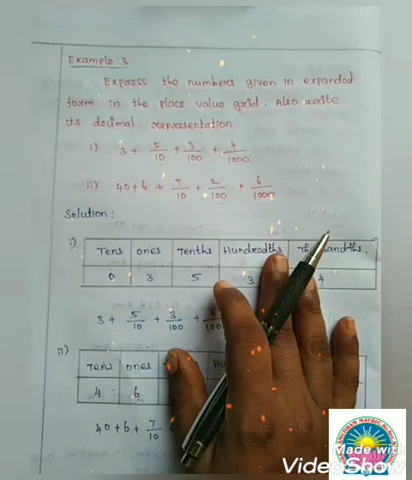 Example: 3
Express the numbers given in expanded
form in the place value grid. Also write
its decimal representation
i) 3 + 5/10 + 3/100 + 4/1000
ii) 40+6 + 7/10 + 2/100 + 6/1000
Solution:
i)
Tens ones Tenths Hundredths
0 3 5 3 4
3 + 5/10 + 3/100 +
ii)
Tens ones
4 6
40+6+ 7/10
Made with
VideoShow